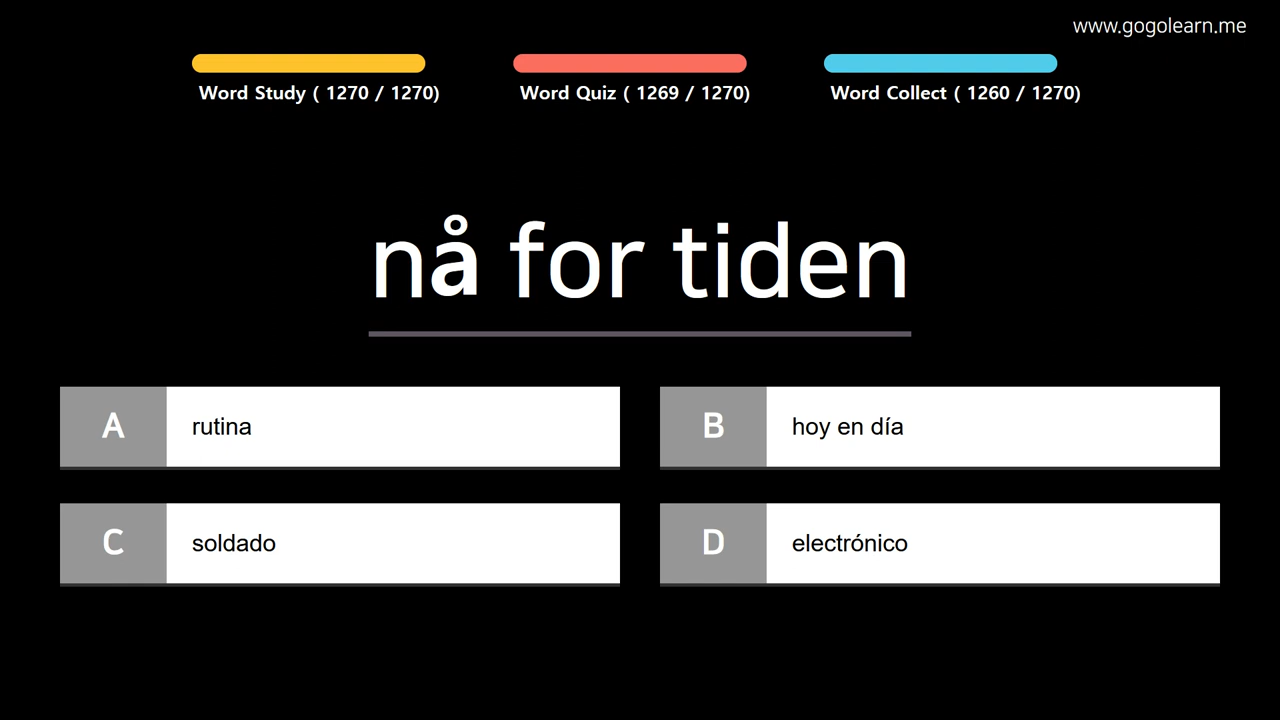 www.gogolearn.me
Word Study ( 1270 / 1270)
Word Quiz ( 1269 / 1270)
Word Collect ( 1260 / 1270)
nå for tiden
A rutina
B hoy en día
C soldado
D electrónico